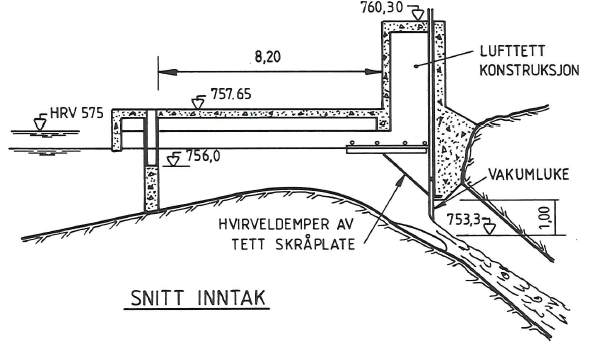 760,30
8,20
LUFTTETT
KONSTRUKSJON
757.65
HRV 575
756,0
VAKUMLUKE
HVIRVELDEMPER AV
TETT SKRÅPLATE
753,3
1,00
SNITT INNTAK